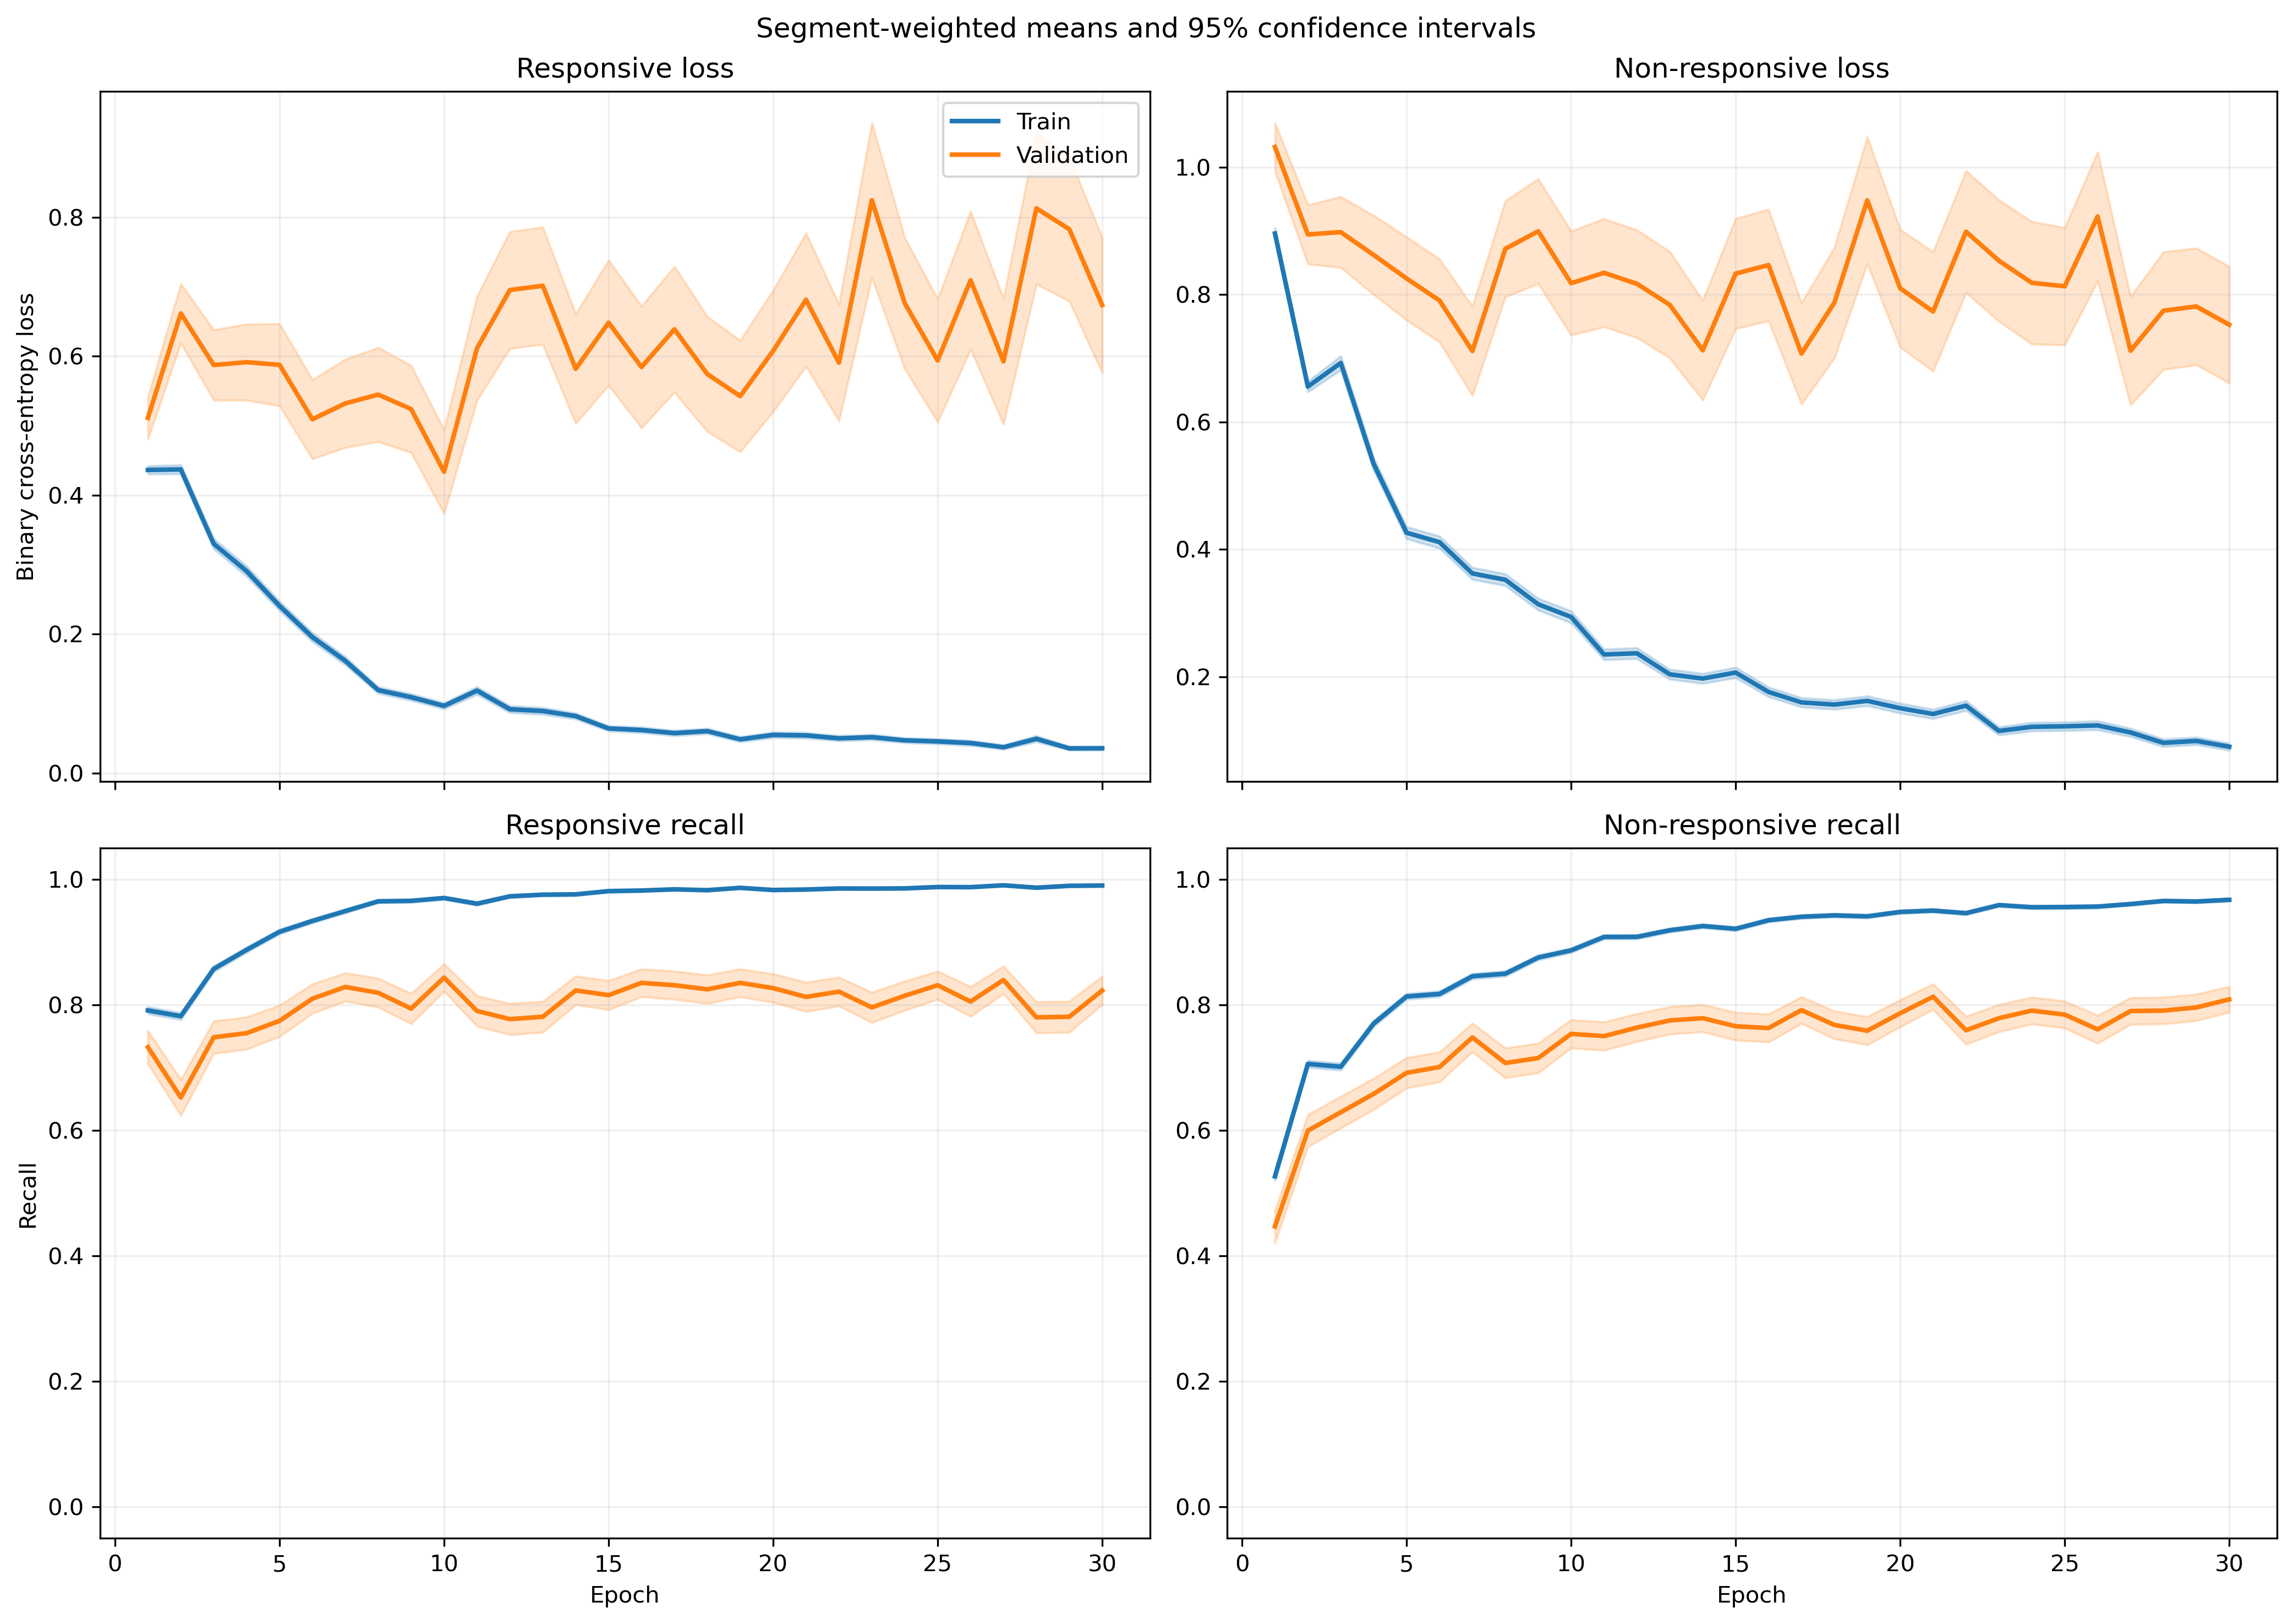 Segment-weighted means and 95% confidence intervals
Responsive loss
Non-responsive loss
Train
Validation
Binary cross-entropy loss
0.8
0.6
0.4
0.2
0.0
1.0
0.8
0.6
0.4
0.2
Responsive recall
Non-responsive recall
Recall
1.0
0.8
0.6
0.4
0.2
0.0
0 5 10 15 20 25 30
Epoch
1.0
0.8
0.6
0.4
0.2
0.0
0 5 10 15 20 25 30
Epoch